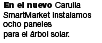 En el nuevo Carulla
SmartMarket instalamos
ocho paneles
para el árbol solar.